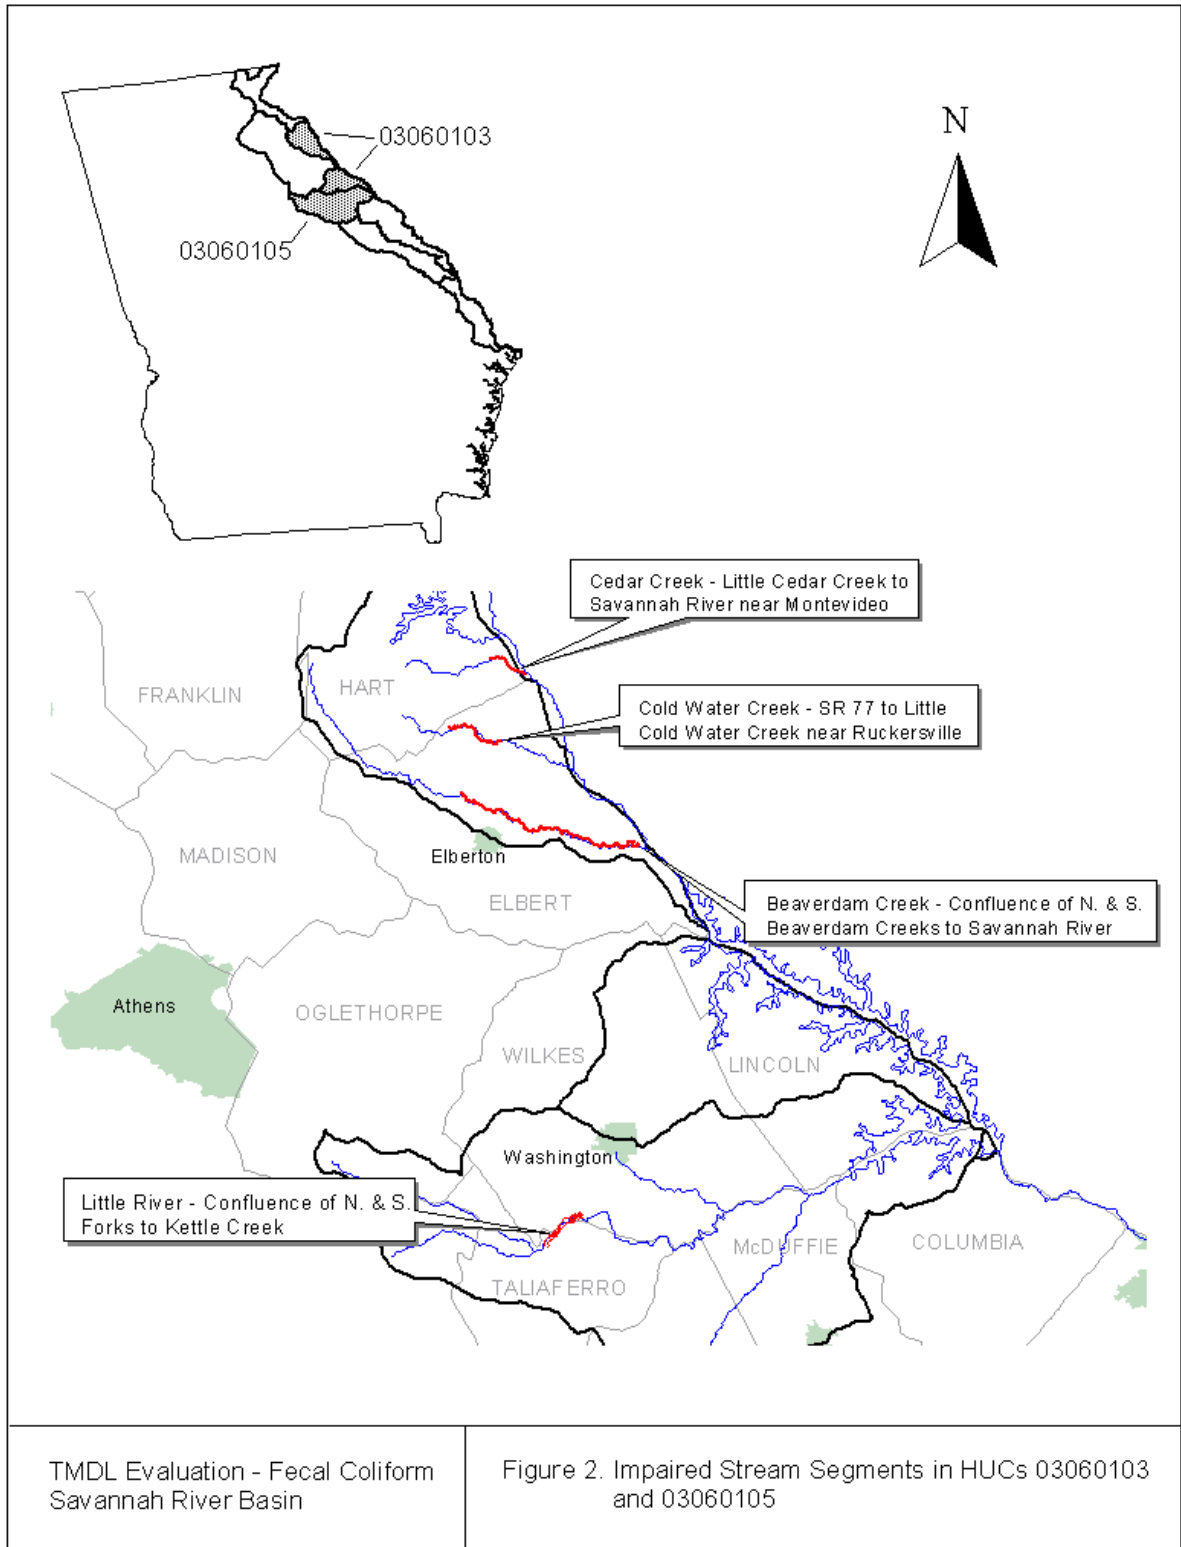 03060103
03060105
N
Cedar Creek - Little Cedar Creek to
Savannah River near Montevideo
FRANKLIN
HART
Cold Water Creek - SR 77 to Little
Cold Water Creek near Ruckersville
MADISON
Elberton
ELBERT
Beaverdam Creek - Confluence of N. & S.
Beaverdam Creeks to Savannah River
Athens
OGLETHORPE
WILKES
LINCOLN
Washington
Little River - Confluence of N. & S.
Forks to Kettle Creek
McDUFFIE
COLUMBIA
TALIAFERRO
TMDL Evaluation - Fecal Coliform
Savannah River Basin
Figure 2. Impaired Stream Segments in HUCs 03060103
and 03060105